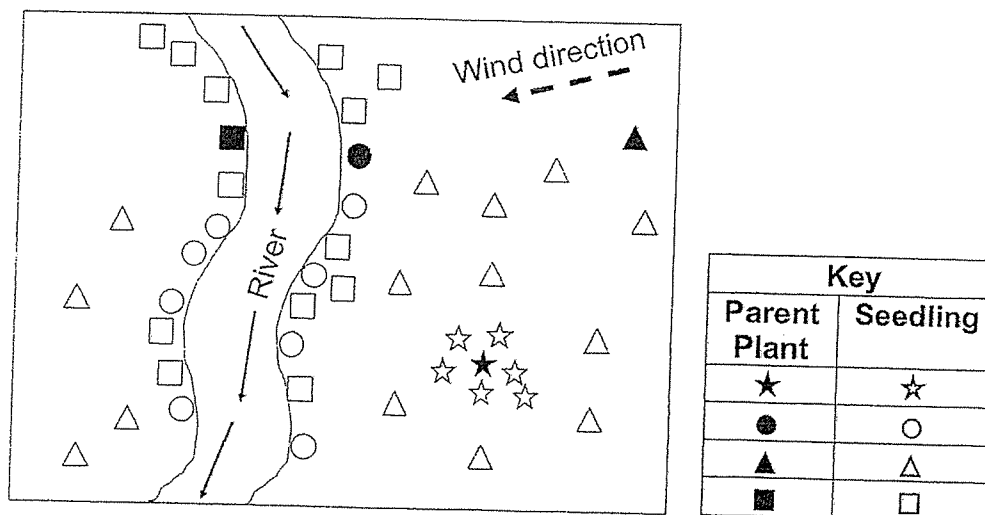 Wind direction
River
Key
Parent Plant
Seedling